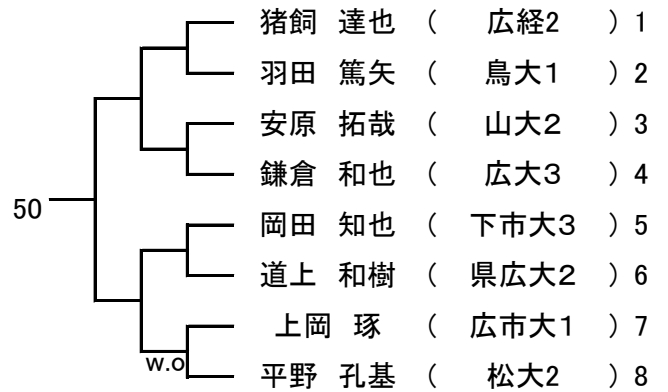 猪飼 達也 ( 広経2 ) 1
羽田 篤矢 ( 鳥大1 ) 2
安原 拓哉 ( 山大2 ) 3
鎌倉 和也 ( 広大3 ) 4
50
岡田 知也 ( 下市大3 ) 5
道上 和樹 ( 県広大2 ) 6
上岡 琢 ( 広市大1 ) 7
w.o
平野 孔基 ( 松大2 ) 8